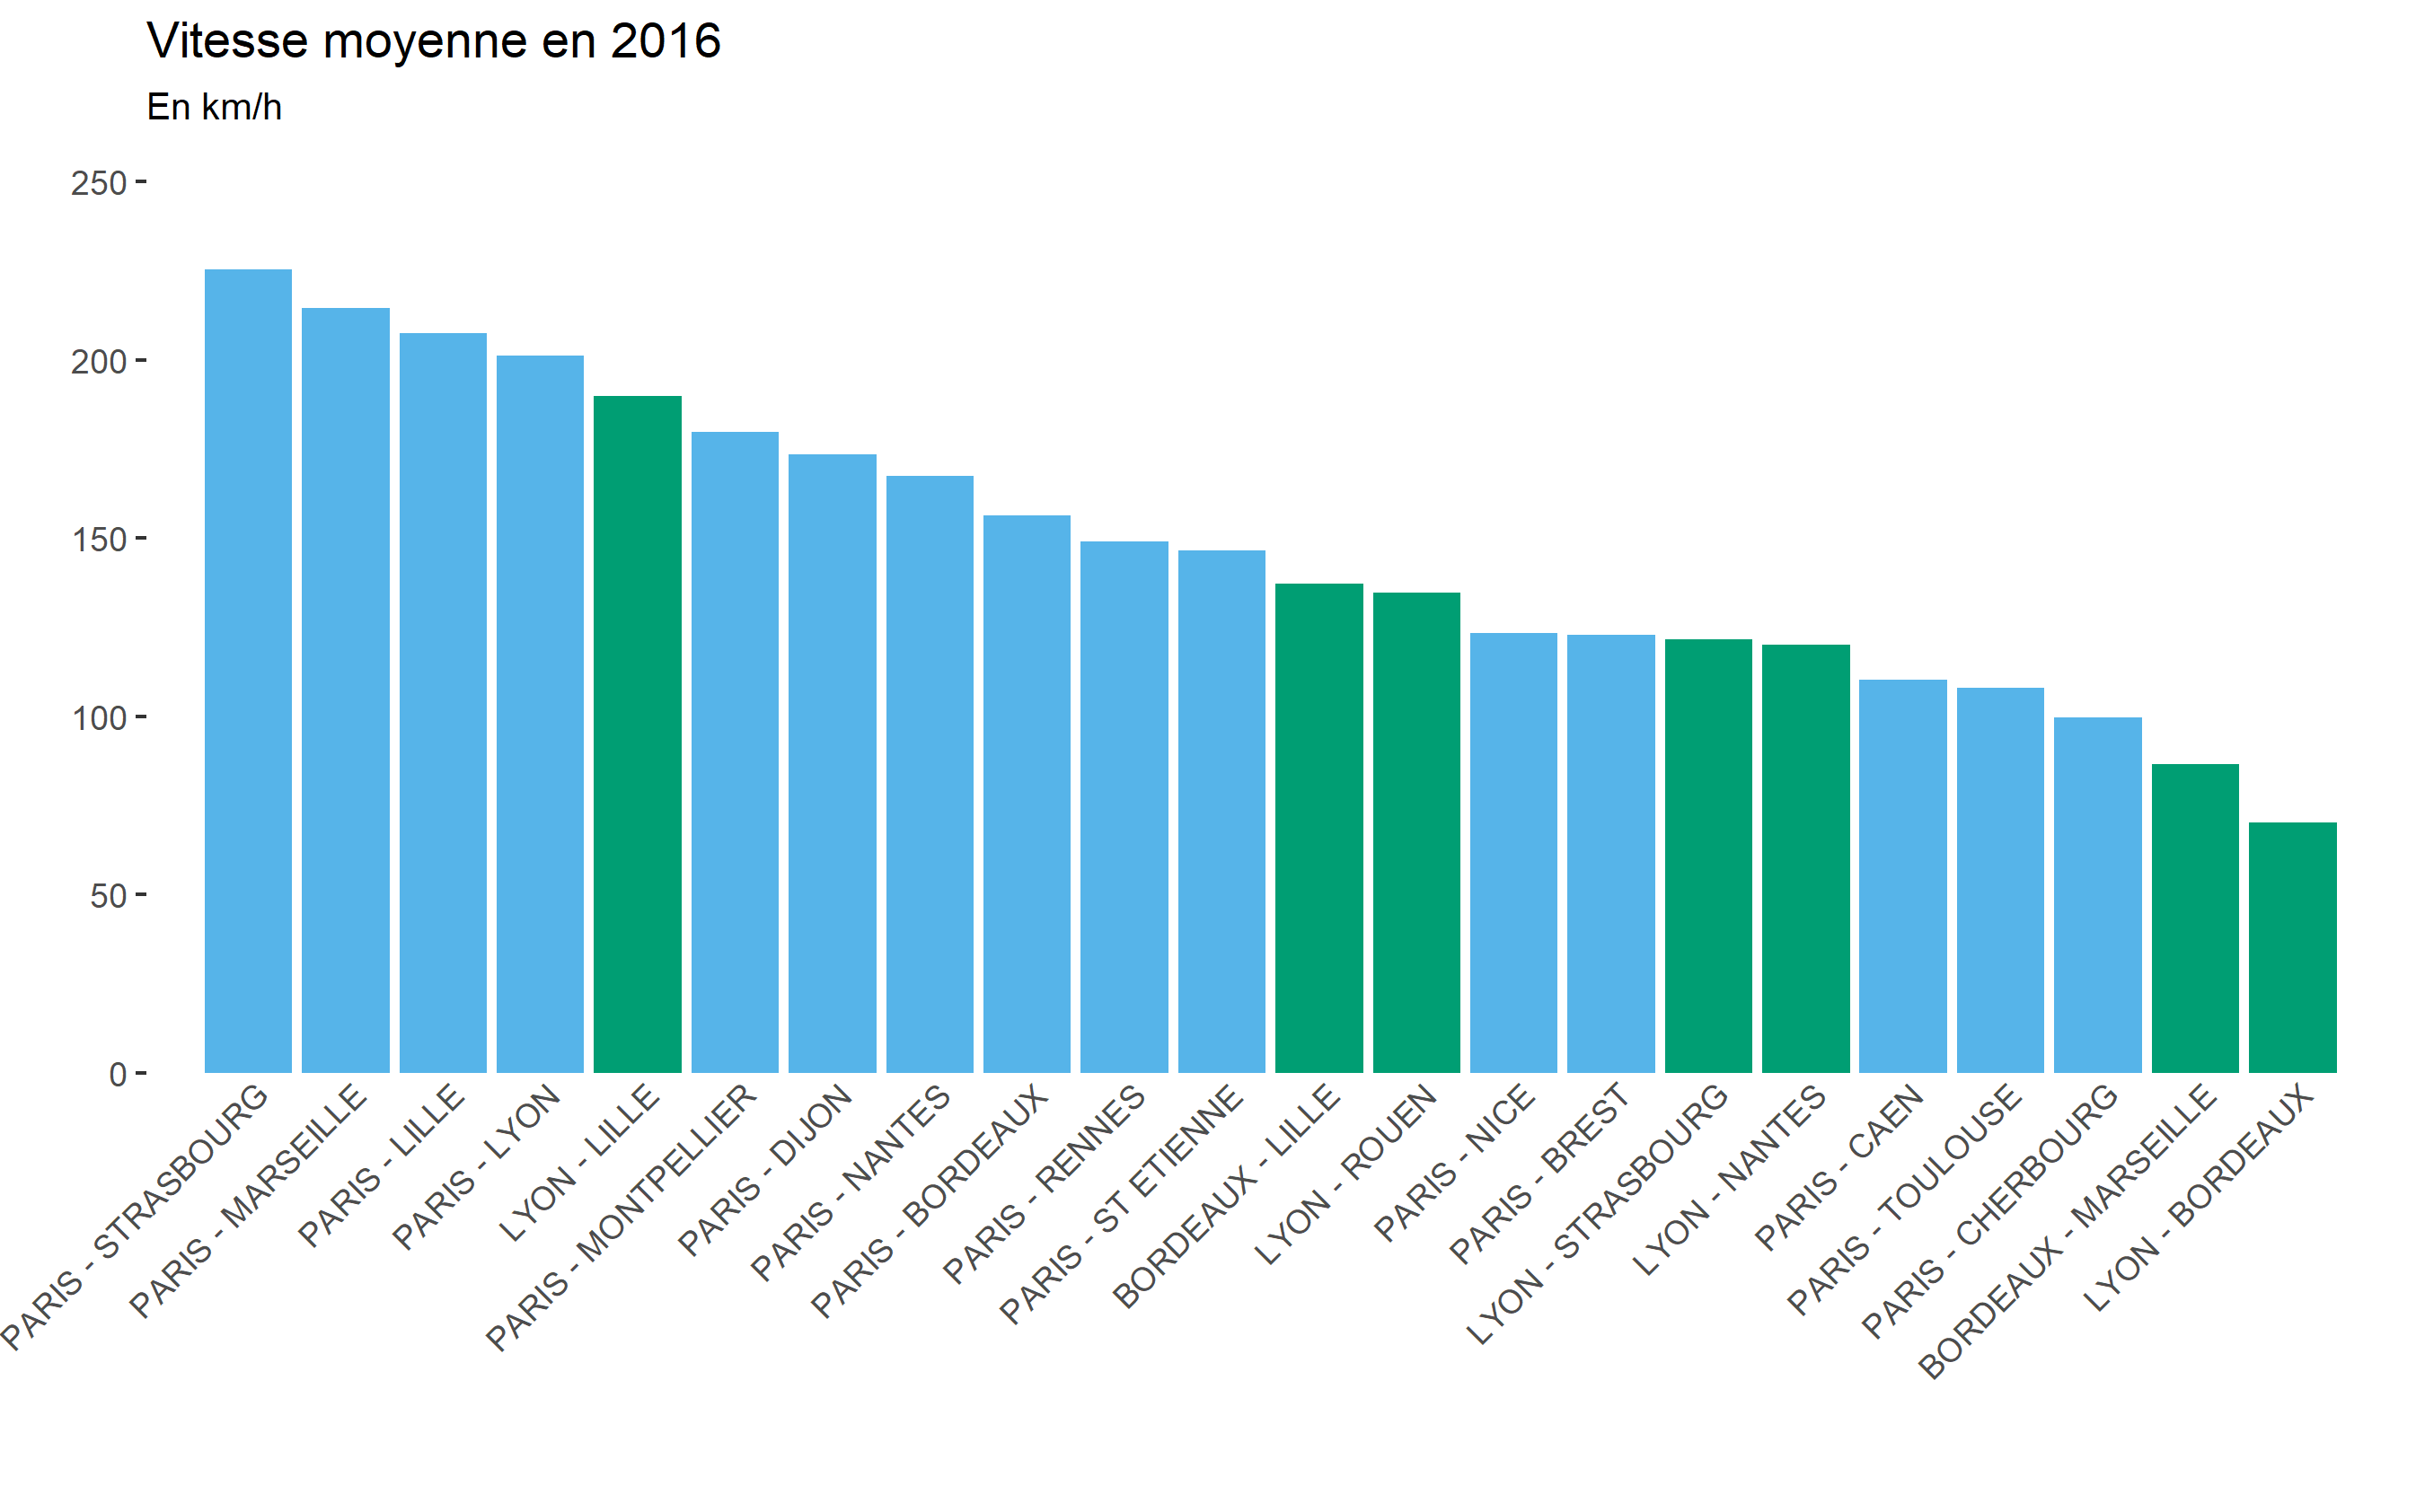 Vitesse moyenne en 2016
En km/h
250
200
150
100
50
0
PARIS - STRASBOURG
PARIS - MARSEILLE
PARIS - LILLE
PARIS - LYON
LYON - LILLE
PARIS - MONTPELLIER
PARIS - DIJON
PARIS - NANTES
PARIS - BORDEAUX
PARIS - RENNES
PARIS - ST ETIENNE
BORDEAUX - LILLE
LYON - ROUEN
PARIS - NICE
PARIS - BREST
LYON - STRASBOURG
LYON - NANTES
PARIS - CAEN
PARIS - TOULOUSE
PARIS - CHERBOURG
BORDEAUX - MARSEILLE
LYON - BORDEAUX